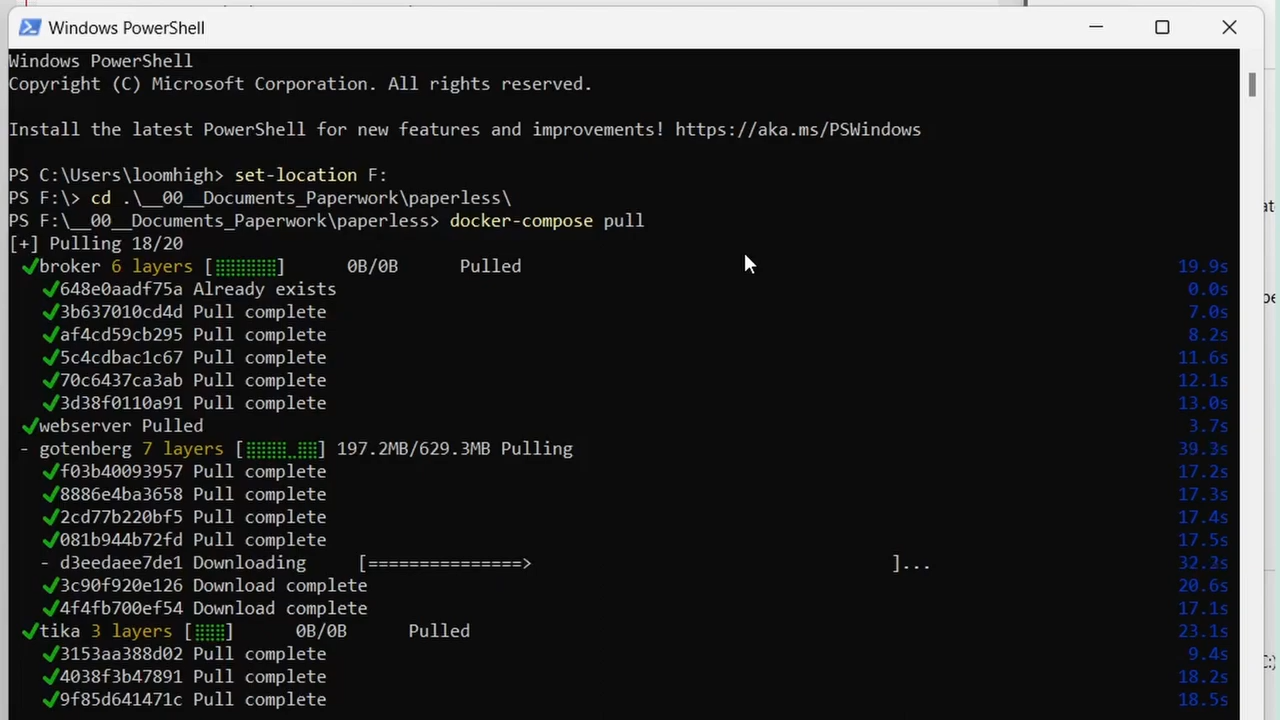 Windows PowerShell
Windows PowerShell
Copyright (C) Microsoft Corporation. All rights reserved.
Install the latest PowerShell for new features and improvements! https://aka.ms/PSWindows
PS C:\Users\loomhigh> set-location F:
PS F:\> cd .\__00__Documents_Paperwork\paperless\
PS F:\__00__Documents_Paperwork\paperless> docker-compose pull
[+] Pulling 18/20
✔broker 6 layers [⣿⣿⣿⣿⣿⣿] 0B/0B Pulled 19.9s
✔648e0aadf75a Already exists 0.0s
✔3b637010cd4d Pull complete 7.0s
✔af4cd59cb295 Pull complete 8.2s
✔5c4cdbac1c67 Pull complete 11.6s
✔70c6437ca3ab Pull complete 12.1s
✔3d38f0110a91 Pull complete 13.0s
✔webserver Pulled 3.7s
- gotenberg 7 layers [⣿⣿⣿⣿⣀⣿⣿] 197.2MB/629.3MB Pulling 39.3s
✔f03b40093957 Pull complete 17.2s
✔8886e4ba3658 Pull complete 17.3s
✔2cd77b220bf5 Pull complete 17.4s
✔081b944b72fd Pull complete 17.5s
- d3eedaee7de1 Downloading [===============> ]... 32.2s
✔3c90f920e126 Download complete 20.6s
✔4f4fb700ef54 Download complete 17.1s
✔tika 3 layers [⣿⣿⣿] 0B/0B Pulled 23.1s
✔3153aa388d02 Pull complete 9.4s
✔4038f3b47891 Pull complete 18.2s
✔9f85d641471c Pull complete 18.5s